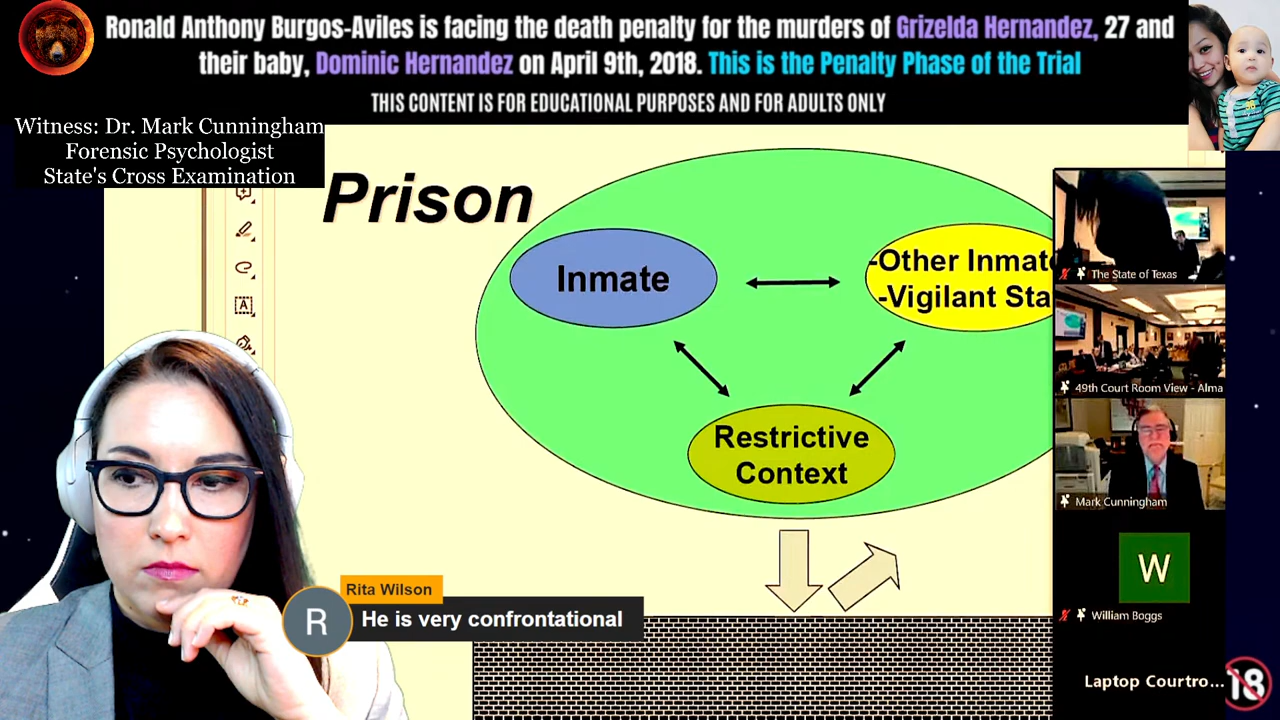 Ronald Anthony Burgos-Aviles is facing the death penalty for the murders of Grizelda Hernandez, 27 and
their baby, Dominic Hernandez on April 9th, 2018. This is the Penalty Phase of the Trial
THIS CONTENT IS FOR EDUCATIONAL PURPOSES AND FOR ADULTS ONLY
Witness: Dr. Mark Cunningham
Forensic Psychologist
State's Cross Examination
Prison
Inmate
-Other Inmat
-Vigilant Sta
Restrictive
Context
The State of Texas
49th Court Room View - Alma
Mark Cunningham
W
William Boggs
Laptop Courtro...
18
Rita Wilson
R
He is very confrontational